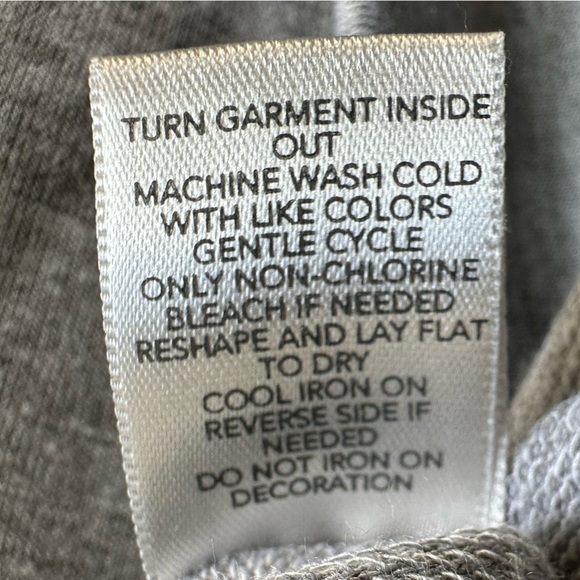 TURN GARMENT INSIDE
OUT
MACHINE WASH COLD
WITH LIKE COLORS
GENTLE CYCLE
ONLY NON-CHLORINE
BLEACH IF NEEDED
RESHAPE AND LAY FLAT
TO DRY
COOL IRON ON
REVERSE SIDE IF
NEEDED
DO NOT IRON ON
DECORATION